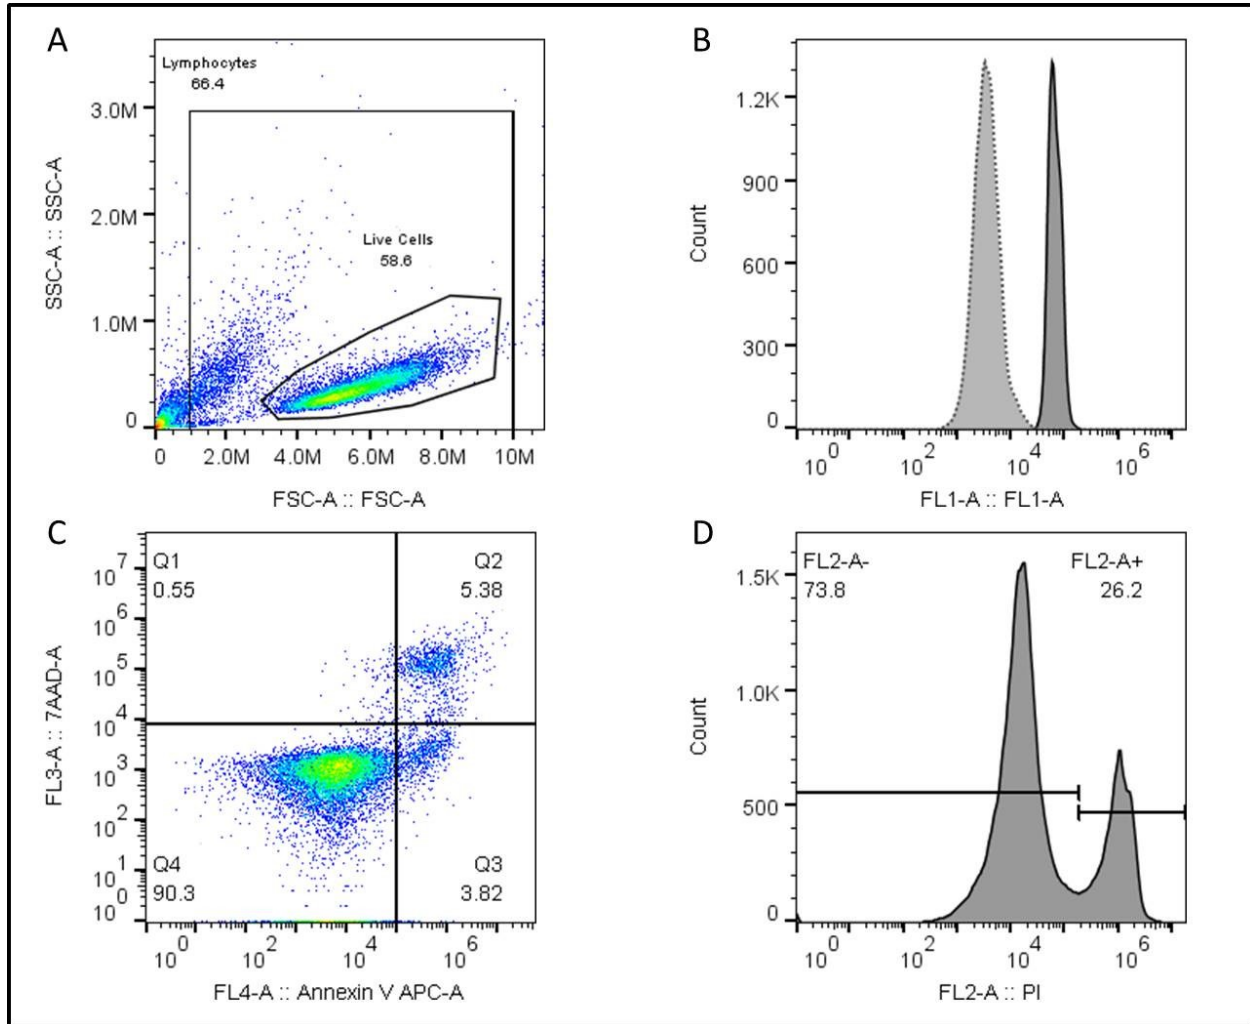 A
Lymphocytes
66.4
Live Cells
58.6
3.0M
2.0M
1.0M
0
0 2.0M 4.0M 6.0M 8.0M 10M
SSC-A :: SSC-A
FSC-A :: FSC-A
B
1.2K
900
600
300
0
10^0 10^2 10^4 10^6
Count
FL1-A :: FL1-A
C
Q1
0.55
Q2
5.38
Q4
90.3
Q3
3.82
10^7
10^6
10^5
10^4
10^3
10^2
10^1
10^0
10^0 10^2 10^4 10^6
FL3-A :: 7AAD-A
FL4-A :: Annexin V APC-A
D
FL2-A-
73.8
FL2-A+
26.2
1.5K
1.0K
500
0
10^0 10^2 10^4 10^6
Count
FL2-A :: PI